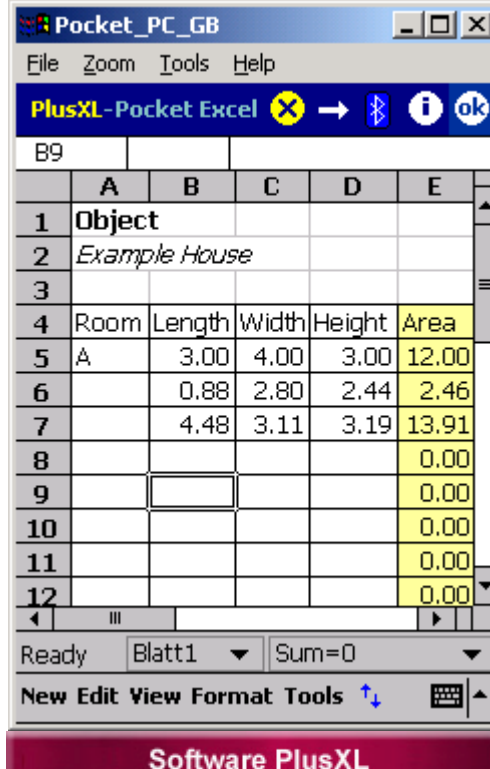 Pocket_PC_GB
File Zoom Tools Help
PlusXL-Pocket Excel i ok
B9
A B C D E
1 Object
2 Example House
3
4 Room Length Width Height Area
5 A 3.00 4.00 3.00 12.00
6 0.88 2.80 2.44 2.46
7 4.48 3.11 3.19 13.91
8 0.00
9 0.00
10 0.00
11 0.00
12 0.00
Ready Blatt1 Sum=0
New Edit View Format Tools
Software PlusXL